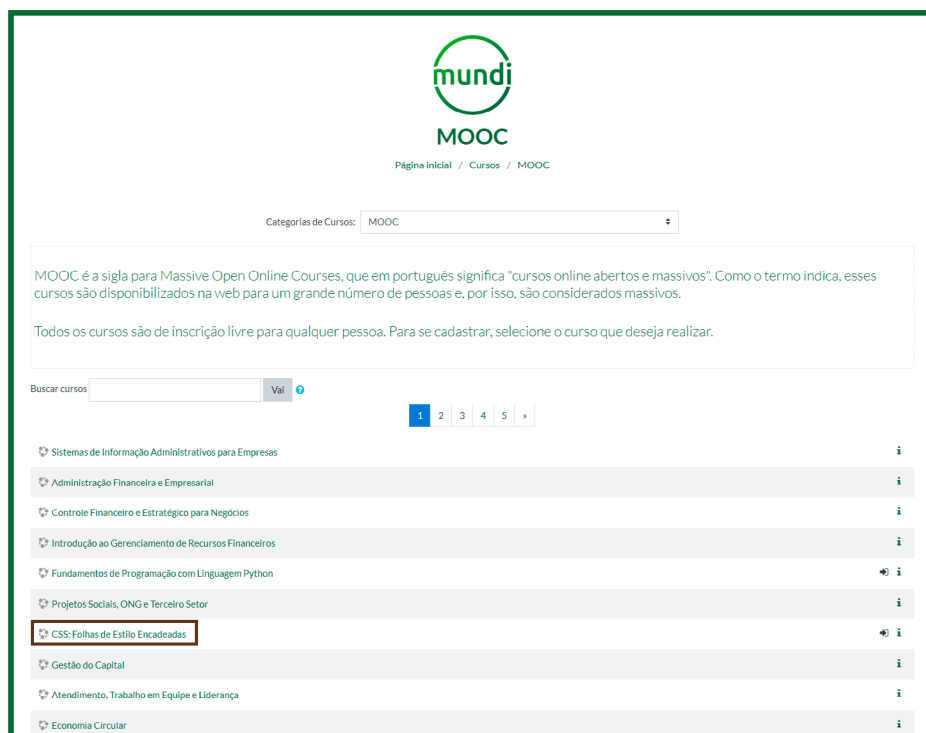 mundi
MOOC
Página inicial / Cursos / MOOC
Categorias de Cursos: MOOC
MOOC é a sigla para Massive Open Online Courses, que em português significa "cursos online abertos e massivos". Como o termo indica, esses
cursos são disponibilizados na web para um grande número de pessoas e, por isso, são considerados massivos.
Todos os cursos são de inscrição livre para qualquer pessoa. Para se cadastrar, selecione o curso que deseja realizar.
Buscar cursos Vai
1 2 3 4 5 »
Sistemas de Informação Administrativos para Empresas
Administração Financeira e Empresarial
Controle Financeiro e Estratégico para Negócios
Introdução ao Gerenciamento de Recursos Financeiros
Fundamentos de Programação com Linguagem Python
Projetos Sociais, ONG e Terceiro Setor
CSS: Folhas de Estilo Encadeadas
Gestão do Capital
Atendimento, Trabalho em Equipe e Liderança
Economia Circular